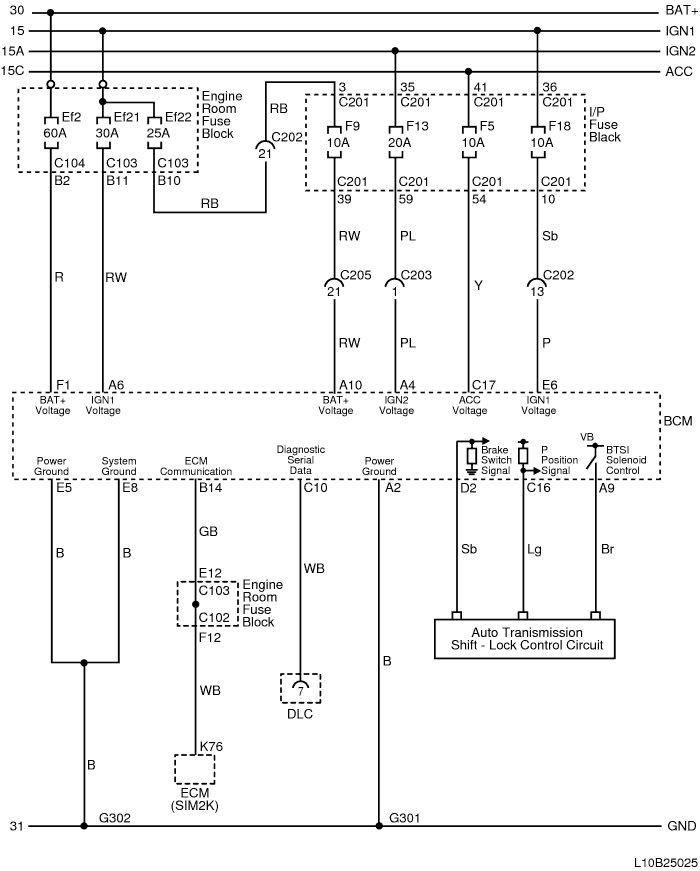 30 BAT+
15 IGN1
15A IGN2
15C ACC
Engine
Room
Fuse
Block
Ef2 Ef21 Ef22
60A 30A 25A
C104 C103 C103
B2 B11 B10
RB
RB
C202
21
3 35 41 36
C201 C201 C201 C201
I/P
Fuse
Black
F9 F13 F5 F18
10A 20A 10A 10A
C201 C201 C201 C201
39 59 54 10
RW PL Sb
R RW Y
C205 C203 C202
21 1 13
RW PL P
F1 A6 A10 A4 C17 E6
BAT+
Voltage
IGN1
Voltage
BAT+
Voltage
IGN2
Voltage
ACC
Voltage
IGN1
Voltage
BCM
Power
Ground
System
Ground
ECM
Communication
Diagnostic
Serial
Data
Power
Ground
Brake
Switch
Signal
P
Position
Signal
VB
BTSI
Solenoid
Control
E5 E8 B14 C10 A2 D2 C16 A9
B B GB WB Sb Lg Br
E12
C103
C102
F12
Engine
Room
Fuse
Block
Auto Transmission
Shift - Lock Control Circuit
B
WB
7
DLC
K76
ECM
(SIM2K)
B
G302 G301
31 GND
L10B25025